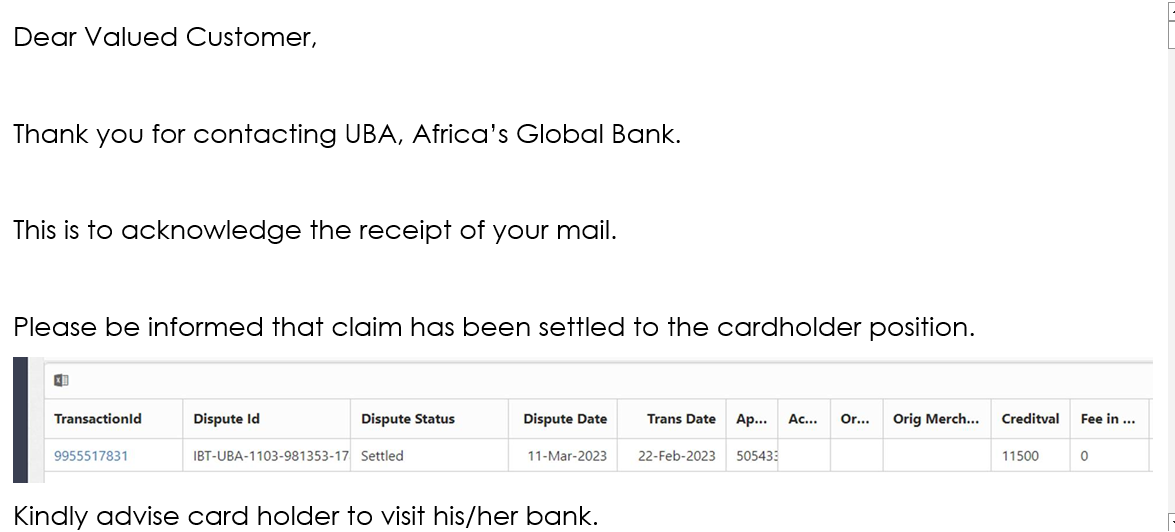 Dear Valued Customer,
Thank you for contacting UBA, Africa’s Global Bank.
This is to acknowledge the receipt of your mail.
Please be informed that claim has been settled to the cardholder position.
TransactionId Dispute Id Dispute Status Dispute Date Trans Date Ap... Ac... Or... Orig Merch... Creditval Fee in ...
9955517831 IBT-UBA-1103-981353-17 Settled 11-Mar-2023 22-Feb-2023 505433 11500 0
Kindly advise card holder to visit his/her bank.